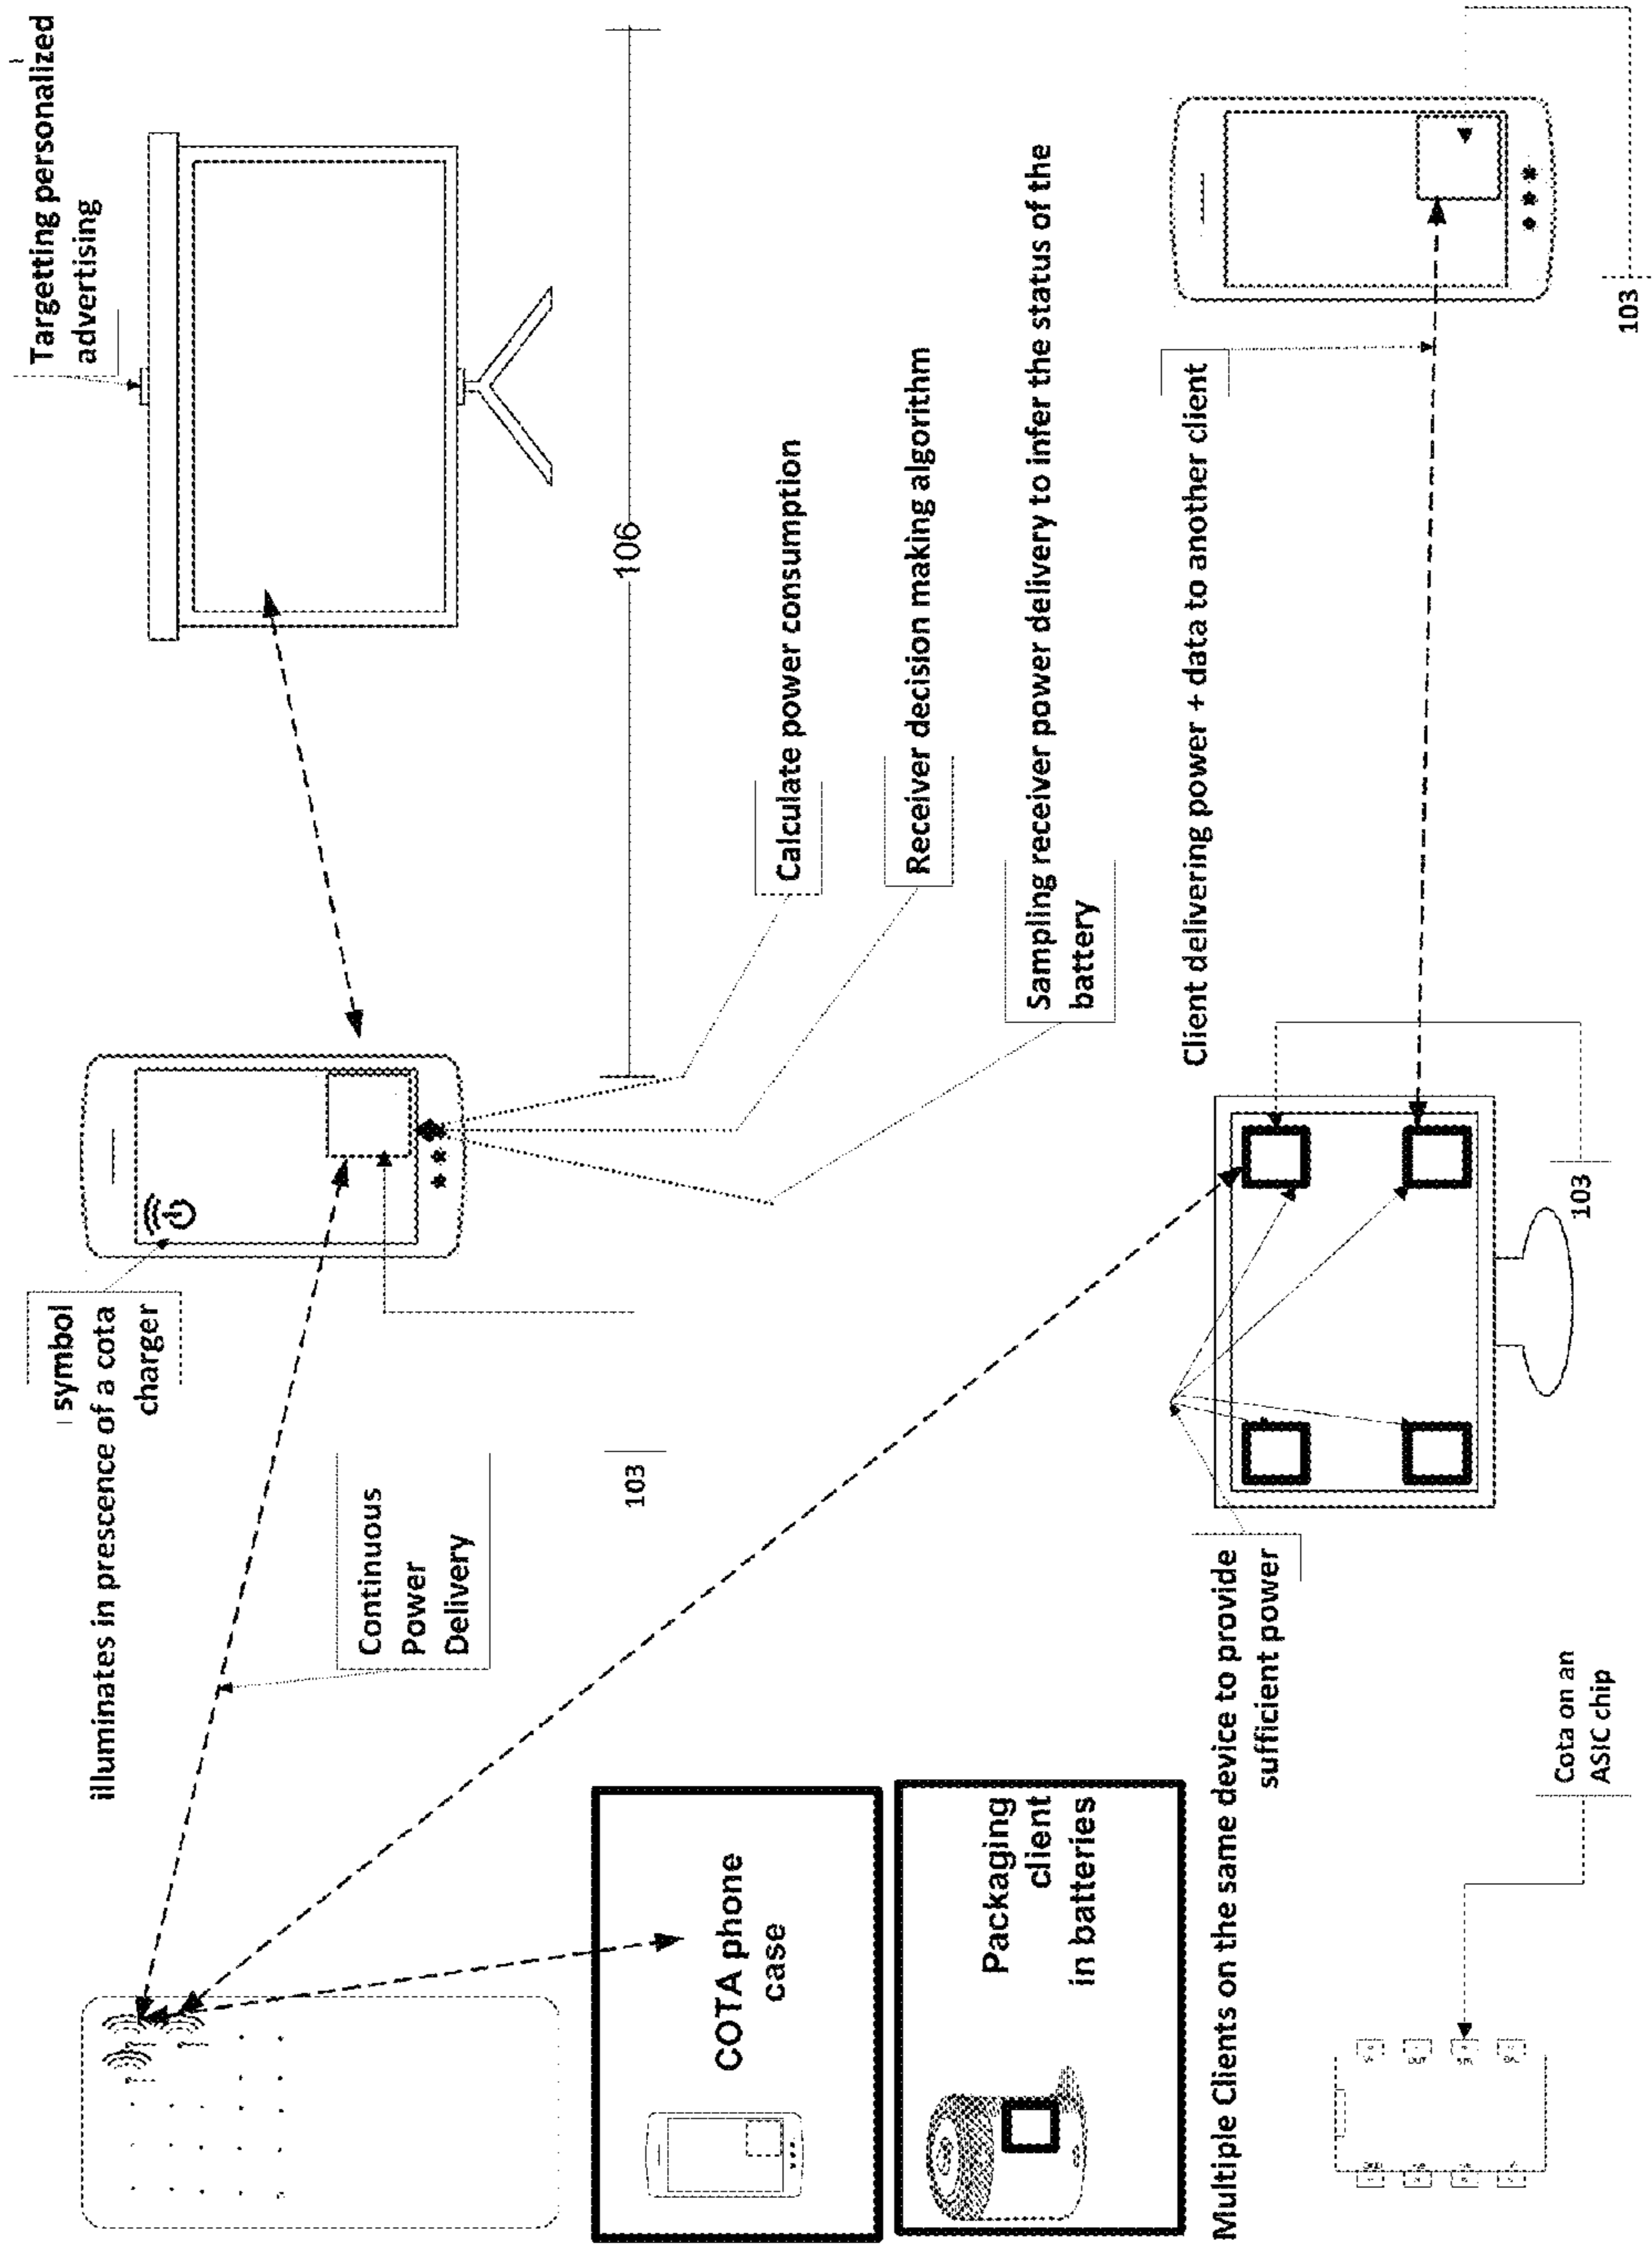 symbol
illuminates in prescence of a cota
charger
Targetting personalized
advertising
Continuous
Power
Delivery
103
106
Calculate power consumption
Receiver decision making algorithm
Sampling receiver power delivery to infer the status of the
battery
COTA phone
case
Packaging
client
in batteries
Multiple Clients on the same device to provide
sufficient power
Client delivering power + data to another client
103
103
Cota on an
ASIC chip
OUT